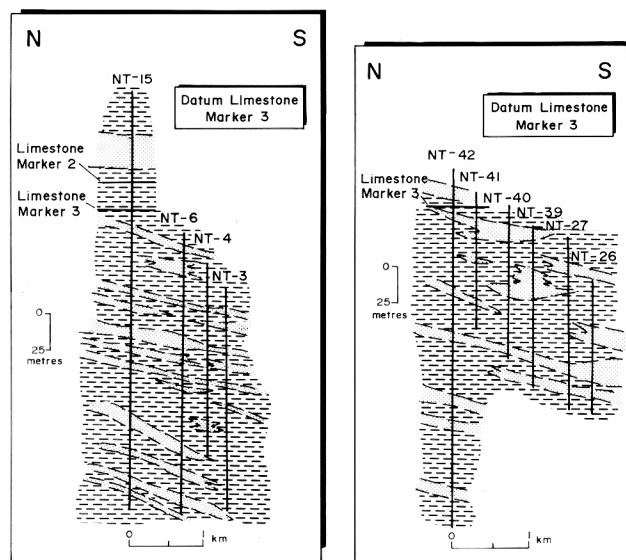 N S
NT-15
Datum Limestone
Marker 3
Limestone
Marker 2
Limestone
Marker 3
NT-6
NT-4
NT-3
0
25
metres
0 1
km
N S
Datum Limestone
Marker 3
NT-42
NT-41
Limestone
Marker 3
NT-40
NT-39
NT-27
NT-26
0
25
metres
0 1
km